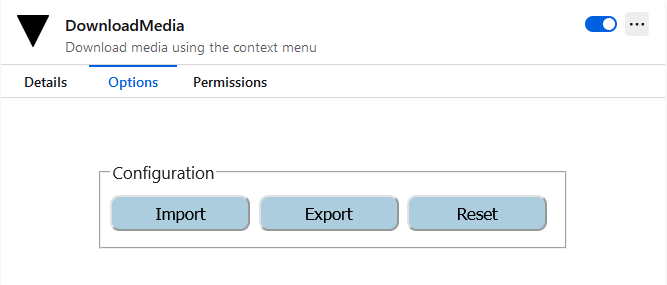 DownloadMedia
Download media using the context menu
Details Options Permissions
Configuration
Import Export Reset